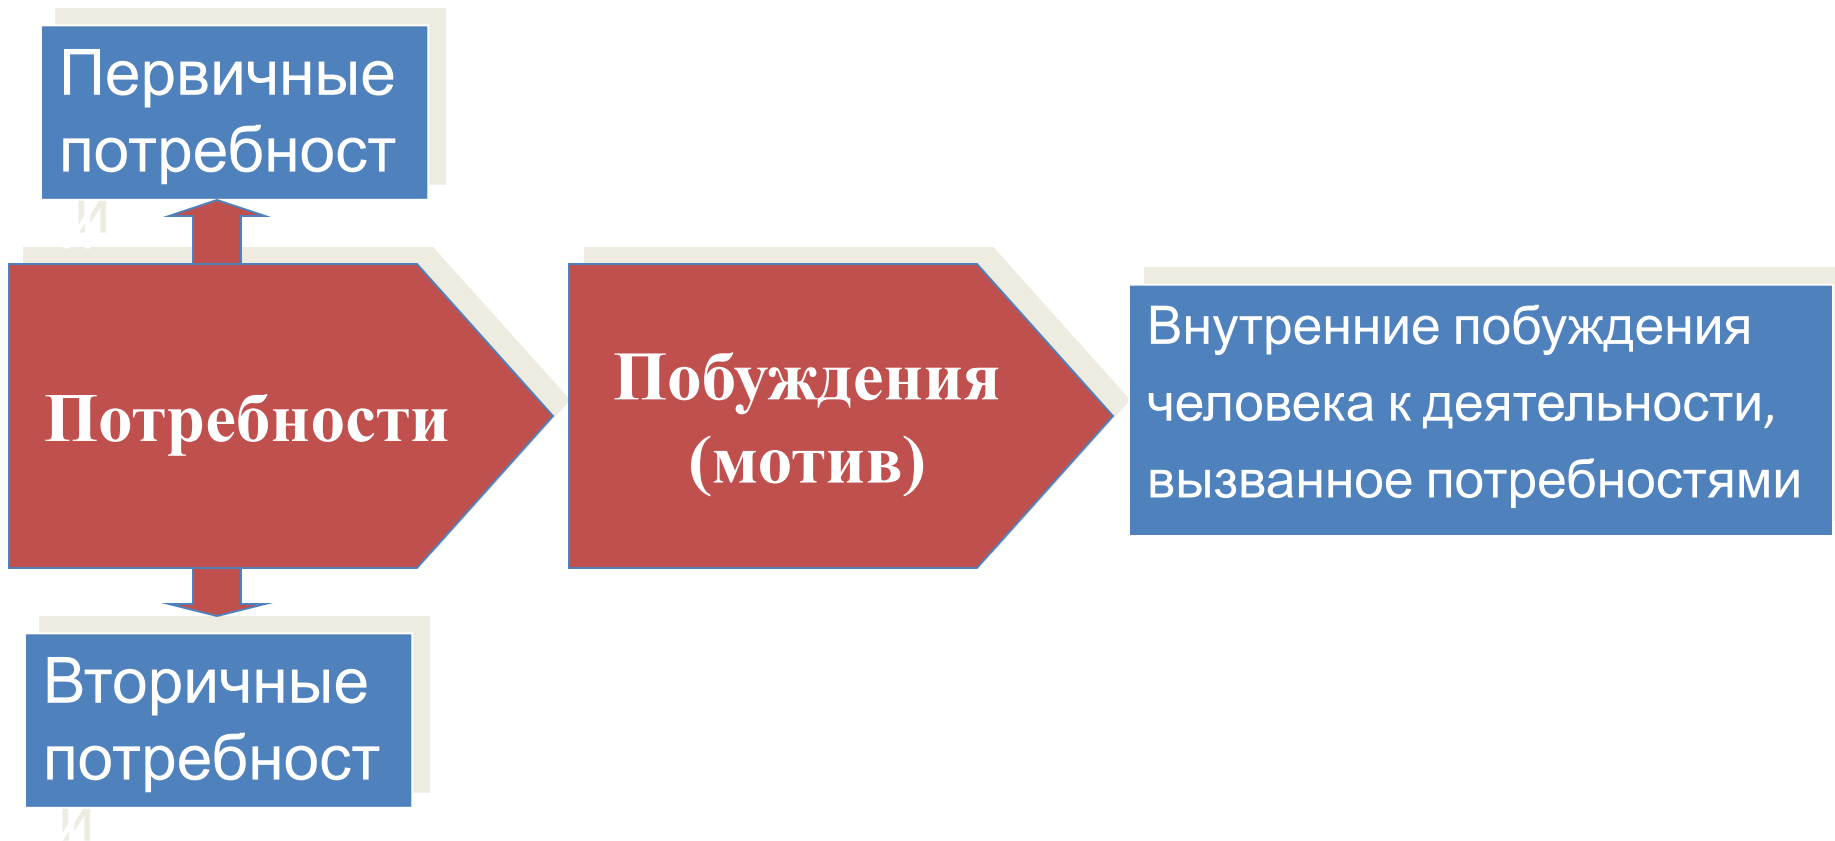 Первичные
потребност
и
Потребности
Побуждения
(мотив)
Внутренние побуждения
человека к деятельности,
вызванное потребностями
Вторичные
потребност
и